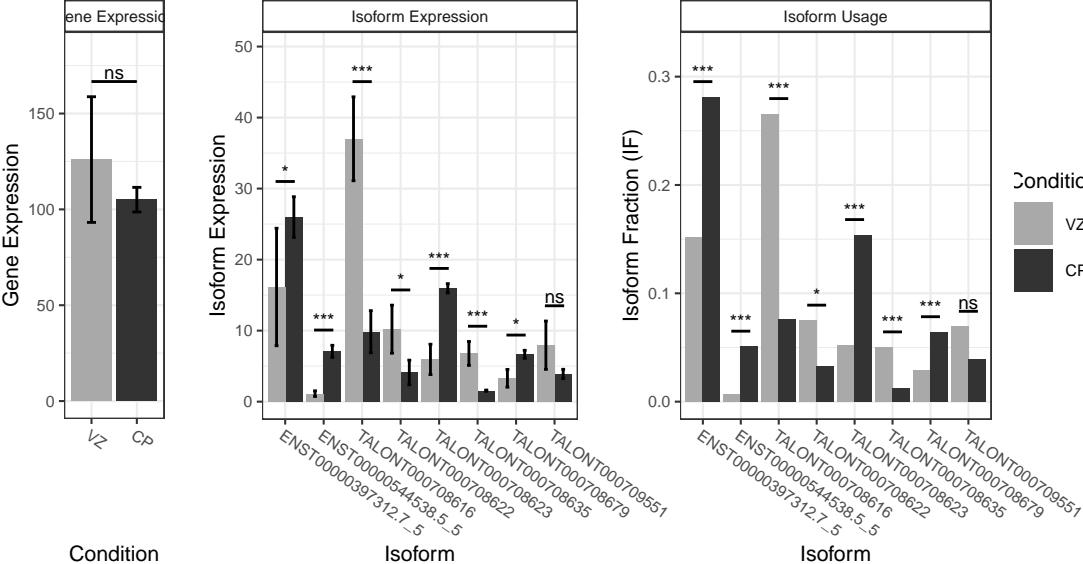 ene Expressio
Isoform Expression
Isoform Usage
Gene Expression
150
100
50
0
ns
VZ
CP
Condition
Isoform Expression
50
40
30
20
10
0
*
***
***
*
***
***
*
ns
ENST00000397312.7_5
ENST00000544538.5_5
TALONT000708616
TALONT000708622
TALONT000708623
TALONT000708635
TALONT000708679
TALONT000709551
Isoform
Isoform Fraction (IF)
0.3
0.2
0.1
0.0
***
***
***
*
***
***
***
ns
ENST00000397312.7_5
ENST00000544538.5_5
TALONT000708616
TALONT000708622
TALONT000708623
TALONT000708635
TALONT000708679
TALONT000709551
Isoform
Conditio
VZ
CP